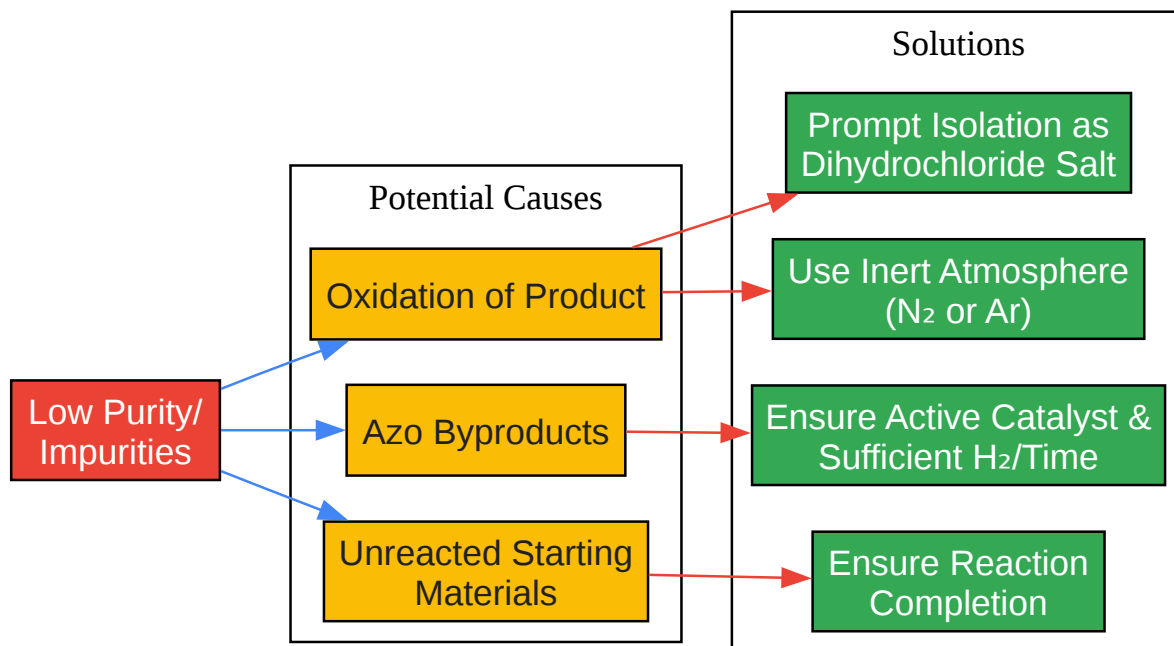 Low Purity/
Impurities
Potential Causes
Oxidation of Product
Azo Byproducts
Unreacted Starting
Materials
Solutions
Prompt Isolation as
Dihydrochloride Salt
Use Inert Atmosphere
(N₂ or Ar)
Ensure Active Catalyst &
Sufficient H₂/Time
Ensure Reaction
Completion